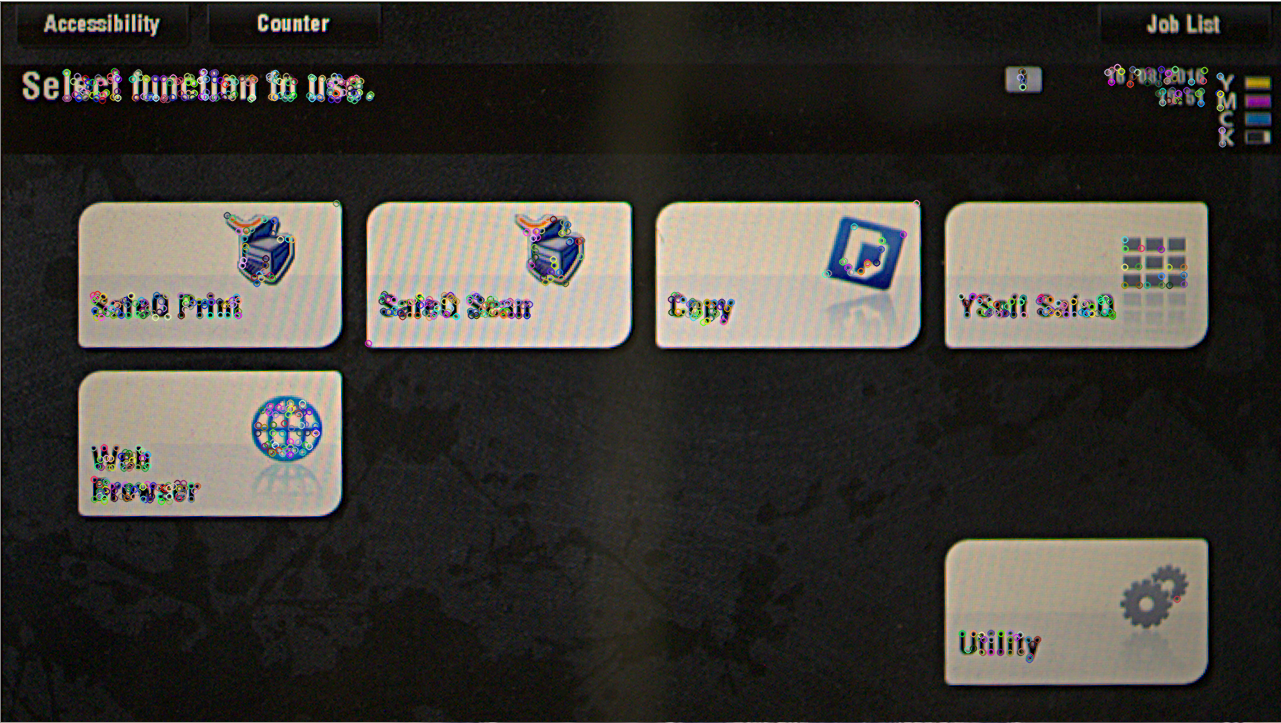 Accessibility
Counter
Job List
Select function to use.
Y
M
C
K
SafeQ Print
SafeQ Scan
Copy
YSoft SafeQ
Web
Browser
Utility